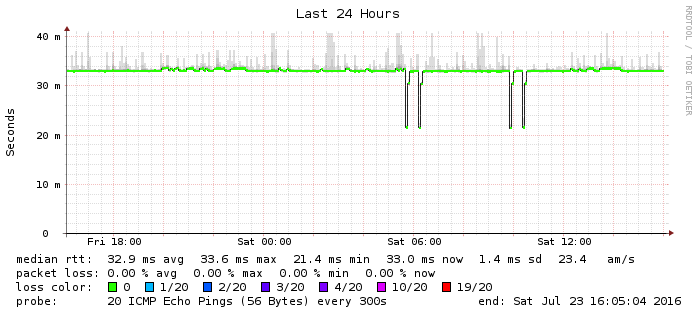 Last 24 Hours
RRDTOOL / TOBI OETIKER
Seconds
40 m
30 m
20 m
10 m
0
Fri 18:00 Sat 00:00 Sat 06:00 Sat 12:00
median rtt: 32.9 ms avg 33.6 ms max 21.4 ms min 33.0 ms now 1.4 ms sd 23.4 am/s
packet loss: 0.00 % avg 0.00 % max 0.00 % min 0.00 % now
loss color: 0 1/20 2/20 3/20 4/20 10/20 19/20
probe: 20 ICMP Echo Pings (56 Bytes) every 300s end: Sat Jul 23 16:05:04 2016